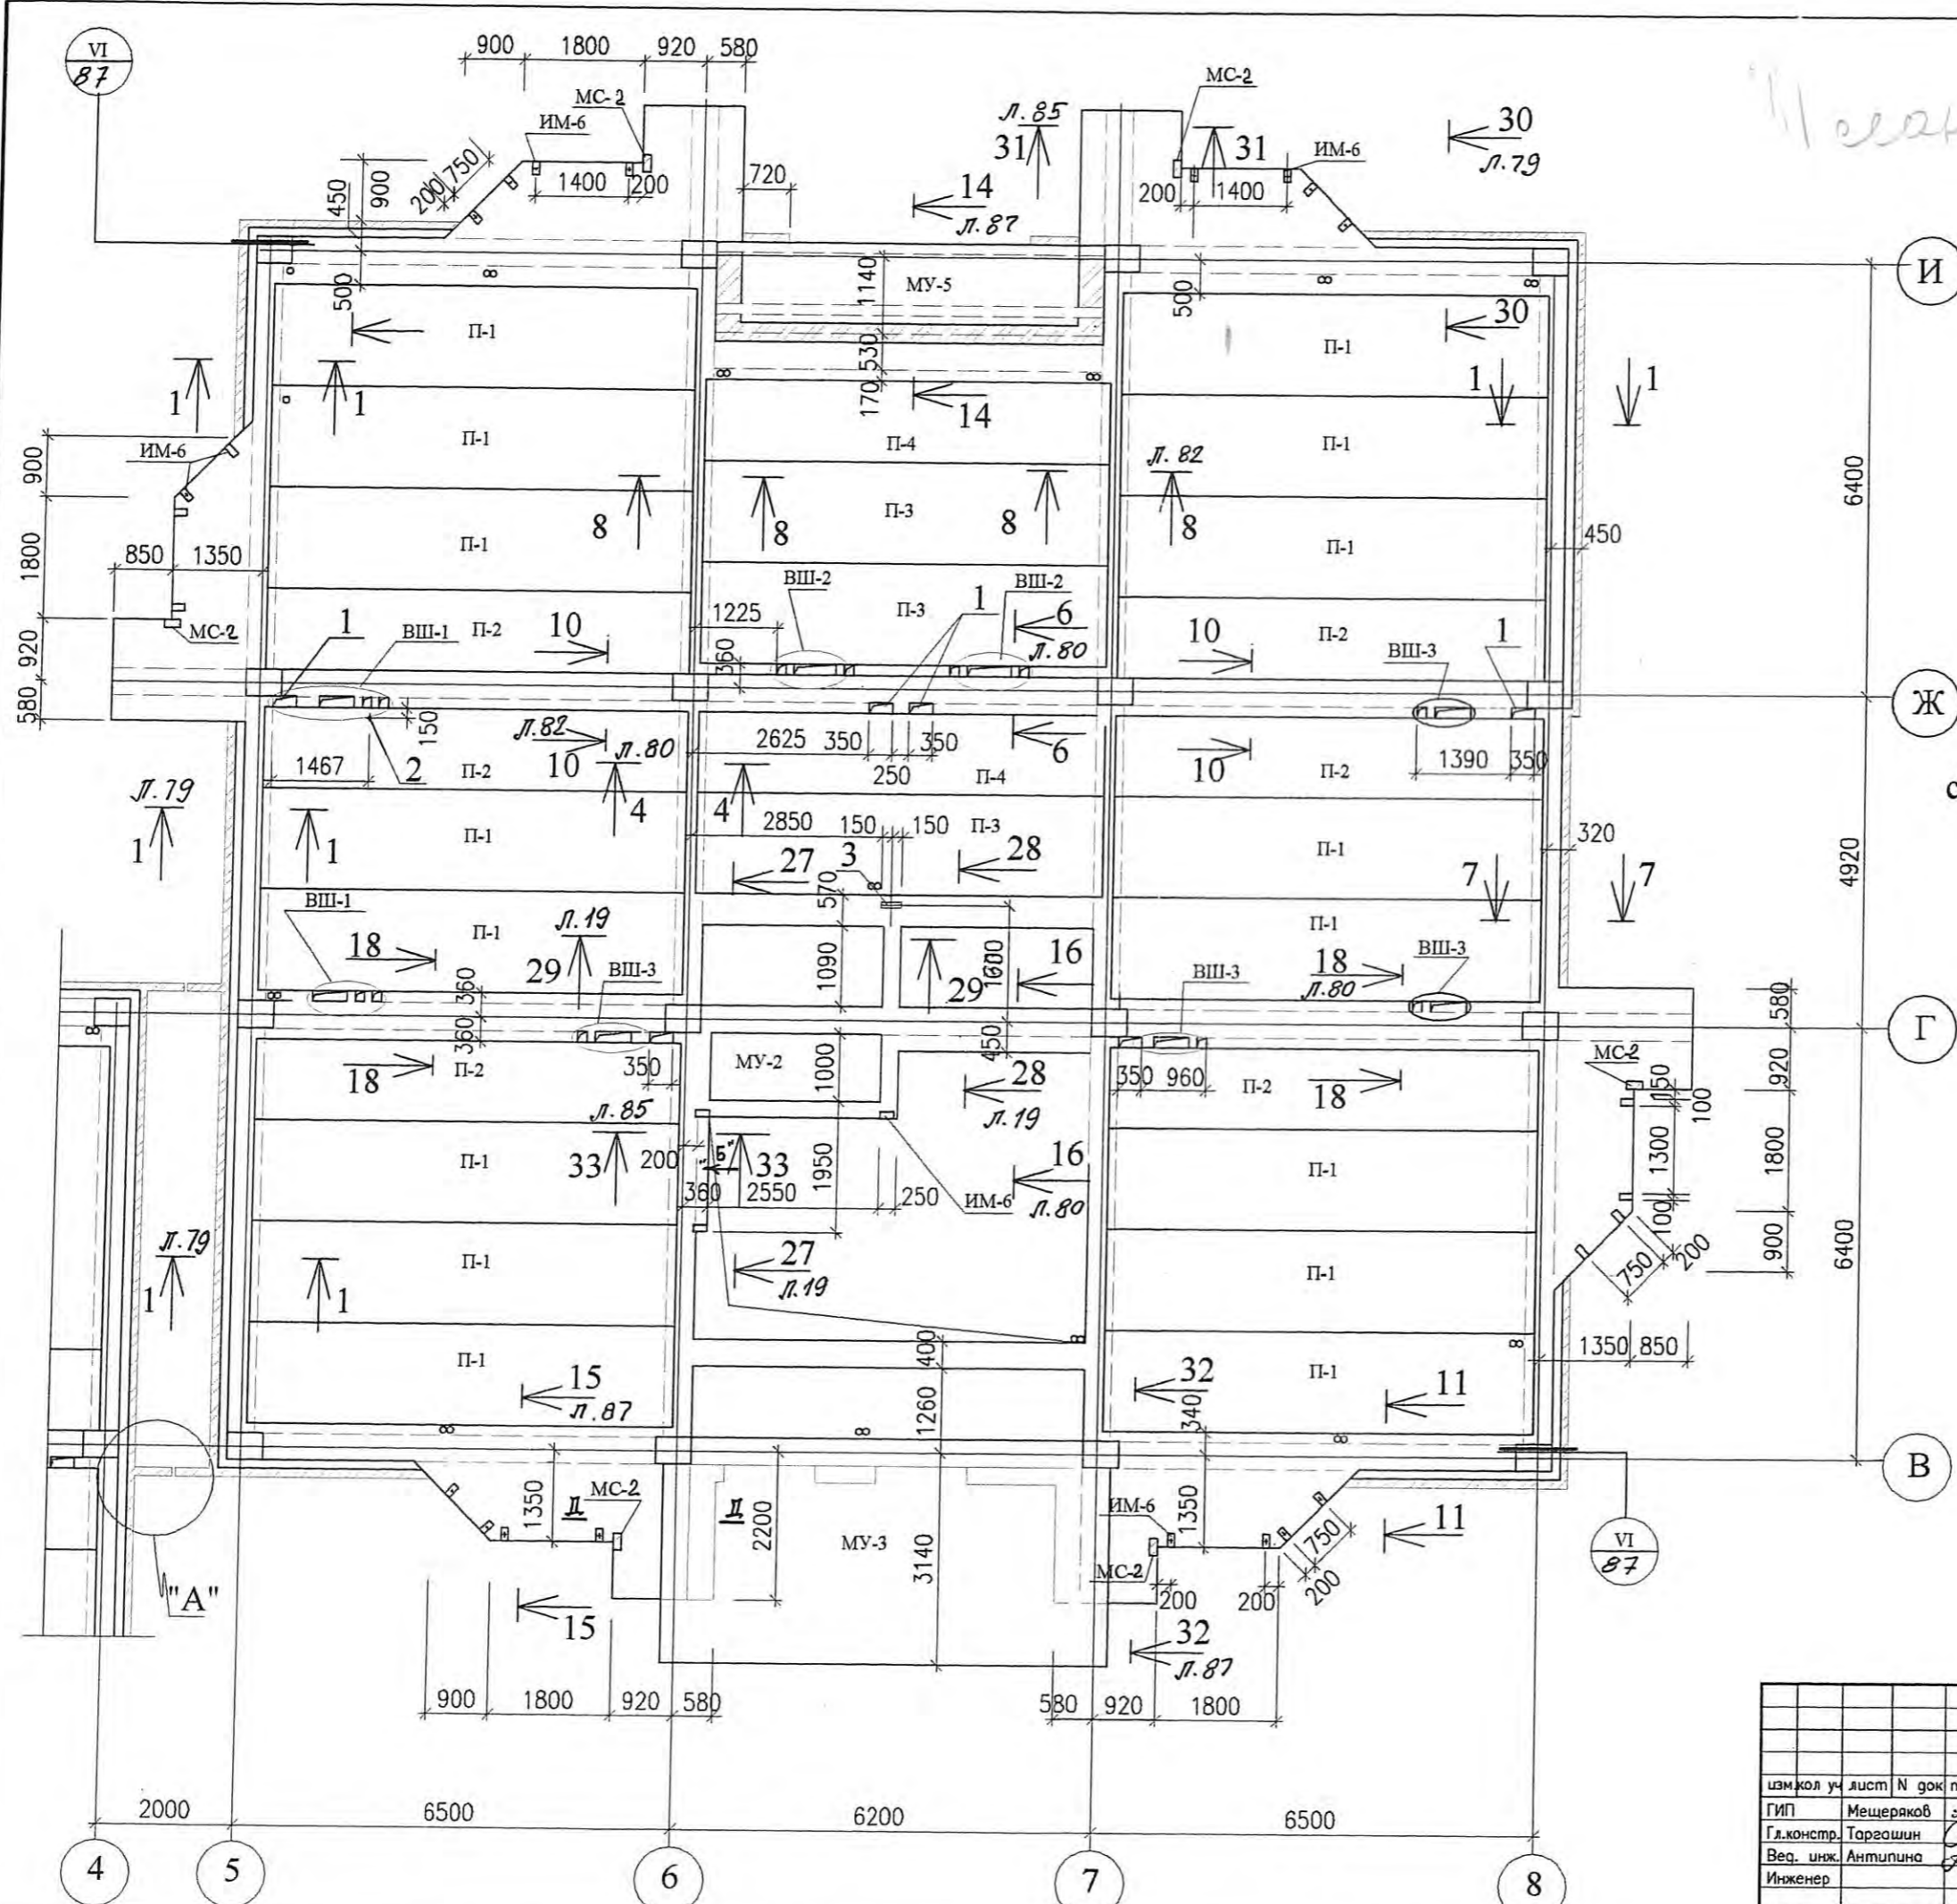 VI
87
900 1800 920 580
МС-2
ИМ-6
1400 200
200 750
450
900
500
720
14
л.87
л.85
31
31
МС-2
ИМ-6
200 1400
30
л.79
И
МУ-5
1140
530
170
500
30
П-1
П-1
1
1
14
1
1
ИМ-6
900
1800
920
580
850 1350
МС-2
П-1
П-4
П-1
6400
8
8
П-3
8
л.82
8
П-1
П-1
450
ВШ-2
ВШ-2
1225
П-3
1
6
л.80
360
1
ВШ-1
П-2
10
10
П-2
ВШ-3
1
Ж
150
1467
2
л.82
10
П-2
л.80
4
4
2625 350 350
250
6
П-4
10
П-2
1390 350
с
л.79
1
1
П-1
2850 150 150
П-3
3
27
28
570
П-1
320
7
7
4920
ВШ-1
18
П-1
л.19
29
ВШ-3
360
360
1090
29
1600
16
ВШ-3
П-1
18
л.80
ВШ-3
580
Г
18
П-2
350
МУ-2
1000
450
28
л.19
350 960
П-2
18
МС-2
150
100
920
л.85
33
П-1
200
"Б"
33
360 2550 250
1950
16
ИМ-6
л.80
П-1
1300
100
1800
900
750
200
6400
л.79
1
1
П-1
27
л.19
П-1
400
1350 850
П-1
15
л.87
1260
32
340
П-1
11
В
1350
Д
МС-2
Д
2200
МУ-3
3140
ИМ-6
1350
МС-2
200
200
750
200
11
VI
87
"А"
15
32
л.87
900 1800 920 580
580 920 1800
2000 6500 6200 6500
4 5 6 7 8
изм. кол уч лист N док
ГИП Мещеряков
Гл.констр. Таргашин
Вед. инж. Антипина
Инженер